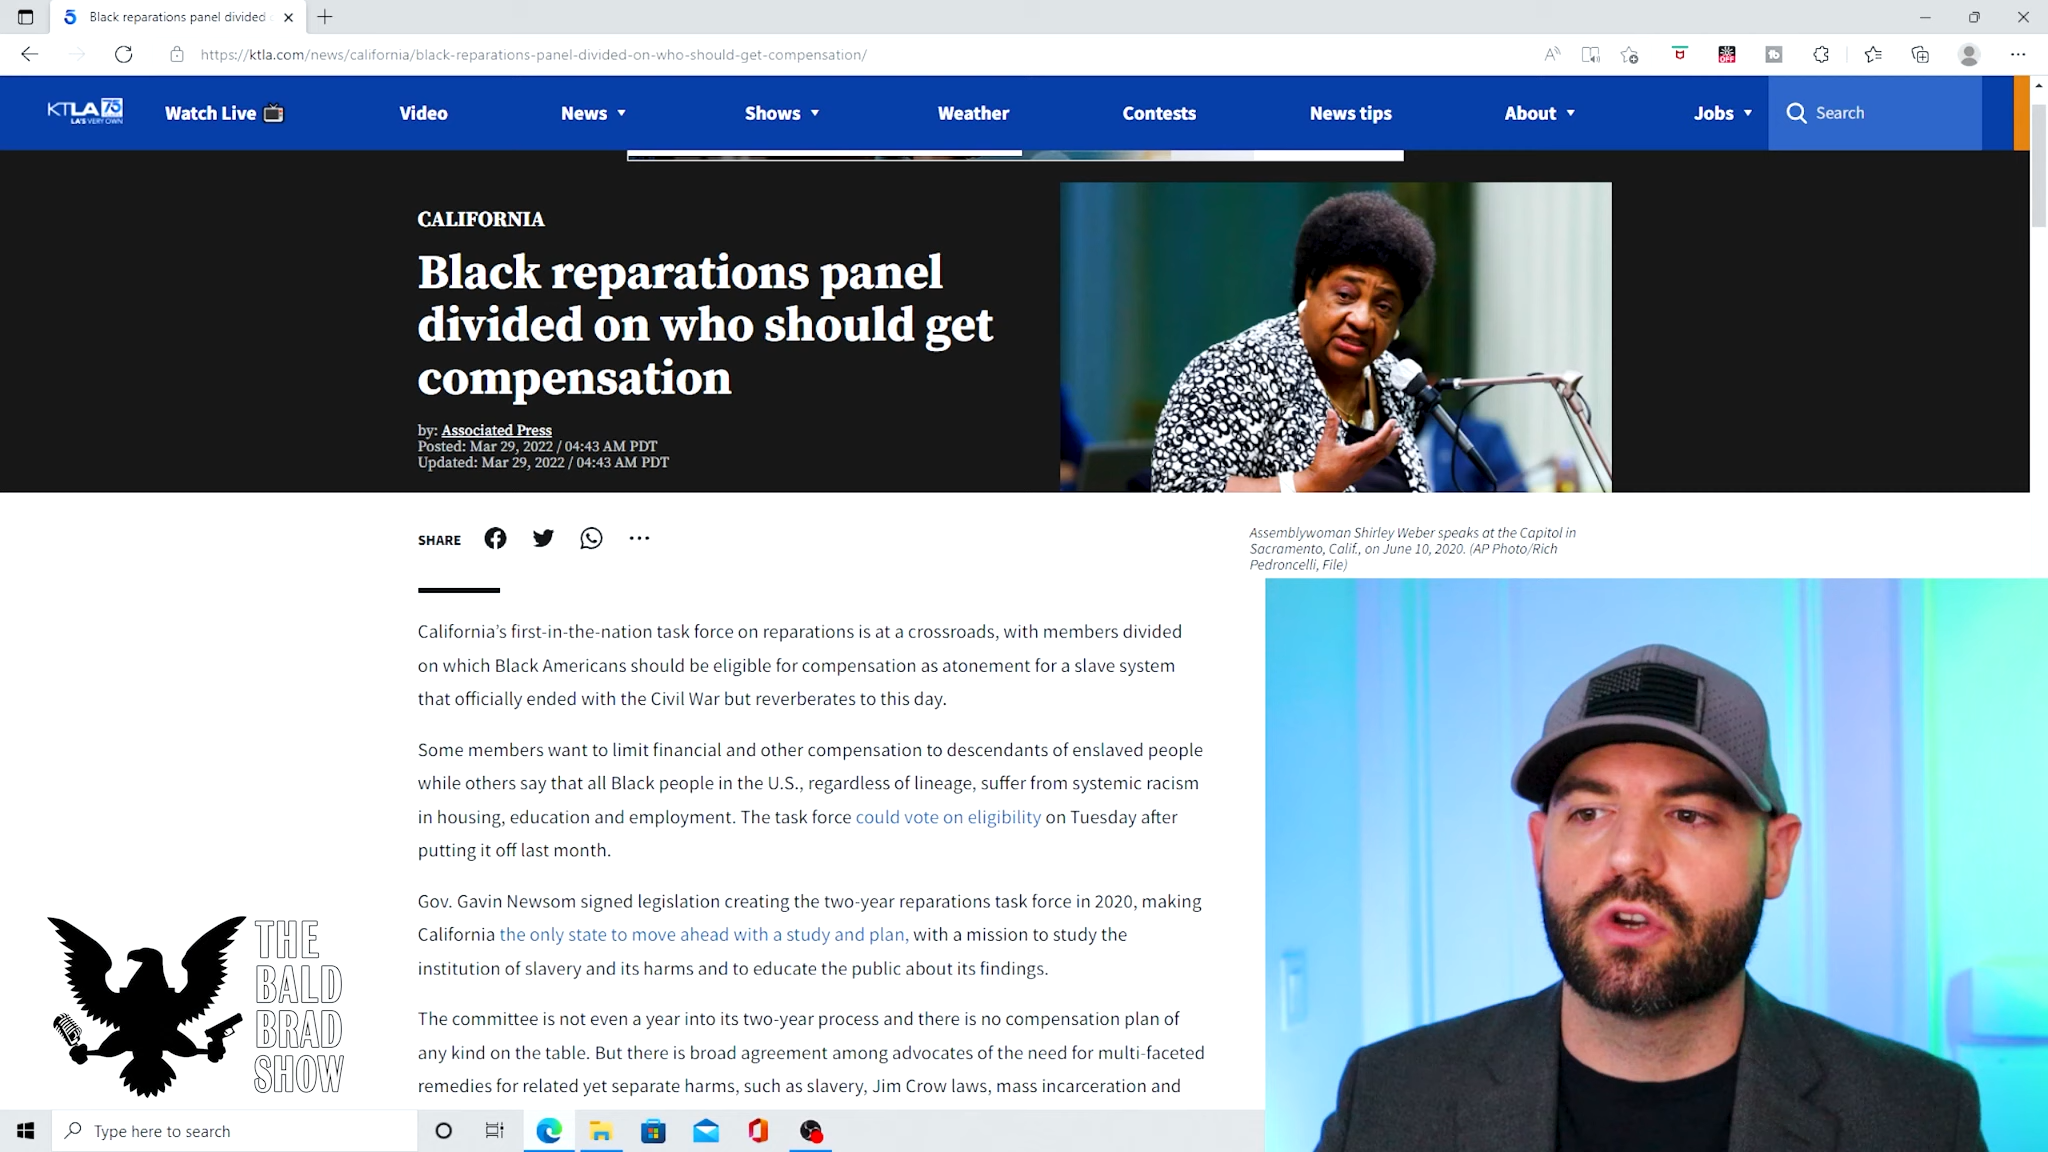 Black reparations panel divided
https://ktla.com/news/california/black-reparations-panel-divided-on-who-should-get-compensation/
KTLA 75
LA'S VERY OWN
Watch Live
Video
News
Shows
Weather
Contests
News tips
About
Jobs
Search
CALIFORNIA
Black reparations panel
divided on who should get
compensation
by: Associated Press
Posted: Mar 29, 2022 / 04:43 AM PDT
Updated: Mar 29, 2022 / 04:43 AM PDT
SHARE
Assemblywoman Shirley Weber speaks at the Capitol in
Sacramento, Calif., on June 10, 2020. (AP Photo/Rich
Pedroncelli, File)
California’s first-in-the-nation task force on reparations is at a crossroads, with members divided
on which Black Americans should be eligible for compensation as atonement for a slave system
that officially ended with the Civil War but reverberates to this day.
Some members want to limit financial and other compensation to descendants of enslaved people
while others say that all Black people in the U.S., regardless of lineage, suffer from systemic racism
in housing, education and employment. The task force could vote on eligibility on Tuesday after
putting it off last month.
Gov. Gavin Newsom signed legislation creating the two-year reparations task force in 2020, making
California the only state to move ahead with a study and plan, with a mission to study the
institution of slavery and its harms and to educate the public about its findings.
The committee is not even a year into its two-year process and there is no compensation plan of
any kind on the table. But there is broad agreement among advocates of the need for multi-faceted
remedies for related yet separate harms, such as slavery, Jim Crow laws, mass incarceration and
THE
BALD
BRAD
SHOW
Type here to search